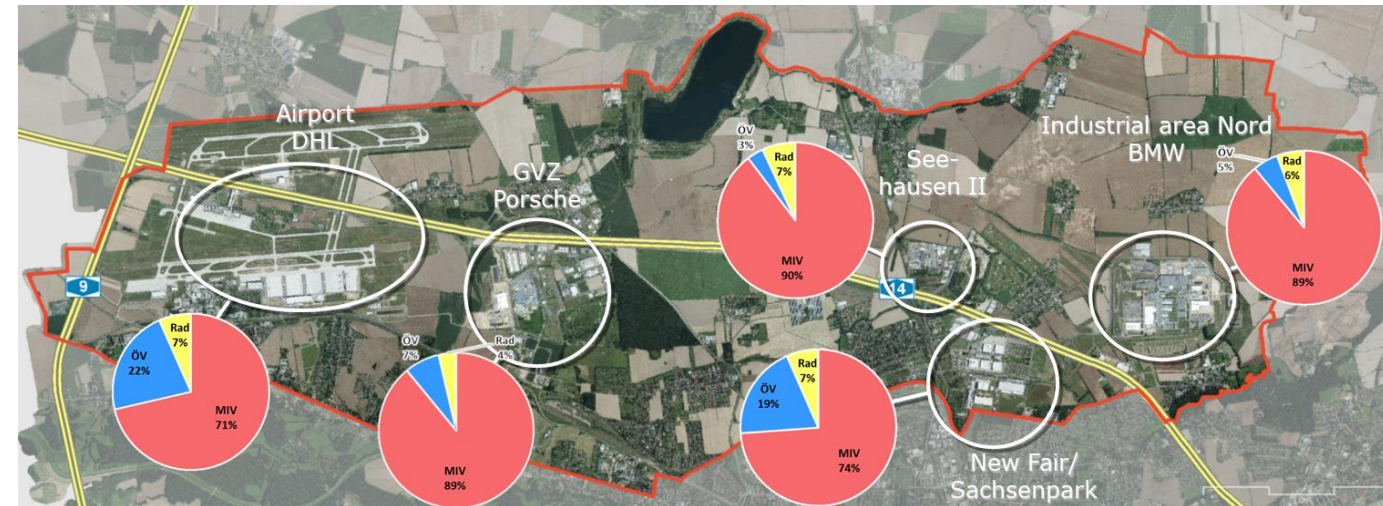 Airport
DHL
GVZ
Porsche
See-
hausen II
Industrial area Nord
BMW
New Fair/
Sachsenpark
9
14
Rad
7%
ÖV
22%
MIV
71%
ÖV
7%
Rad
4%
MIV
89%
ÖV
3%
Rad
7%
MIV
90%
Rad
7%
ÖV
19%
MIV
74%
ÖV
5%
Rad
6%
MIV
89%